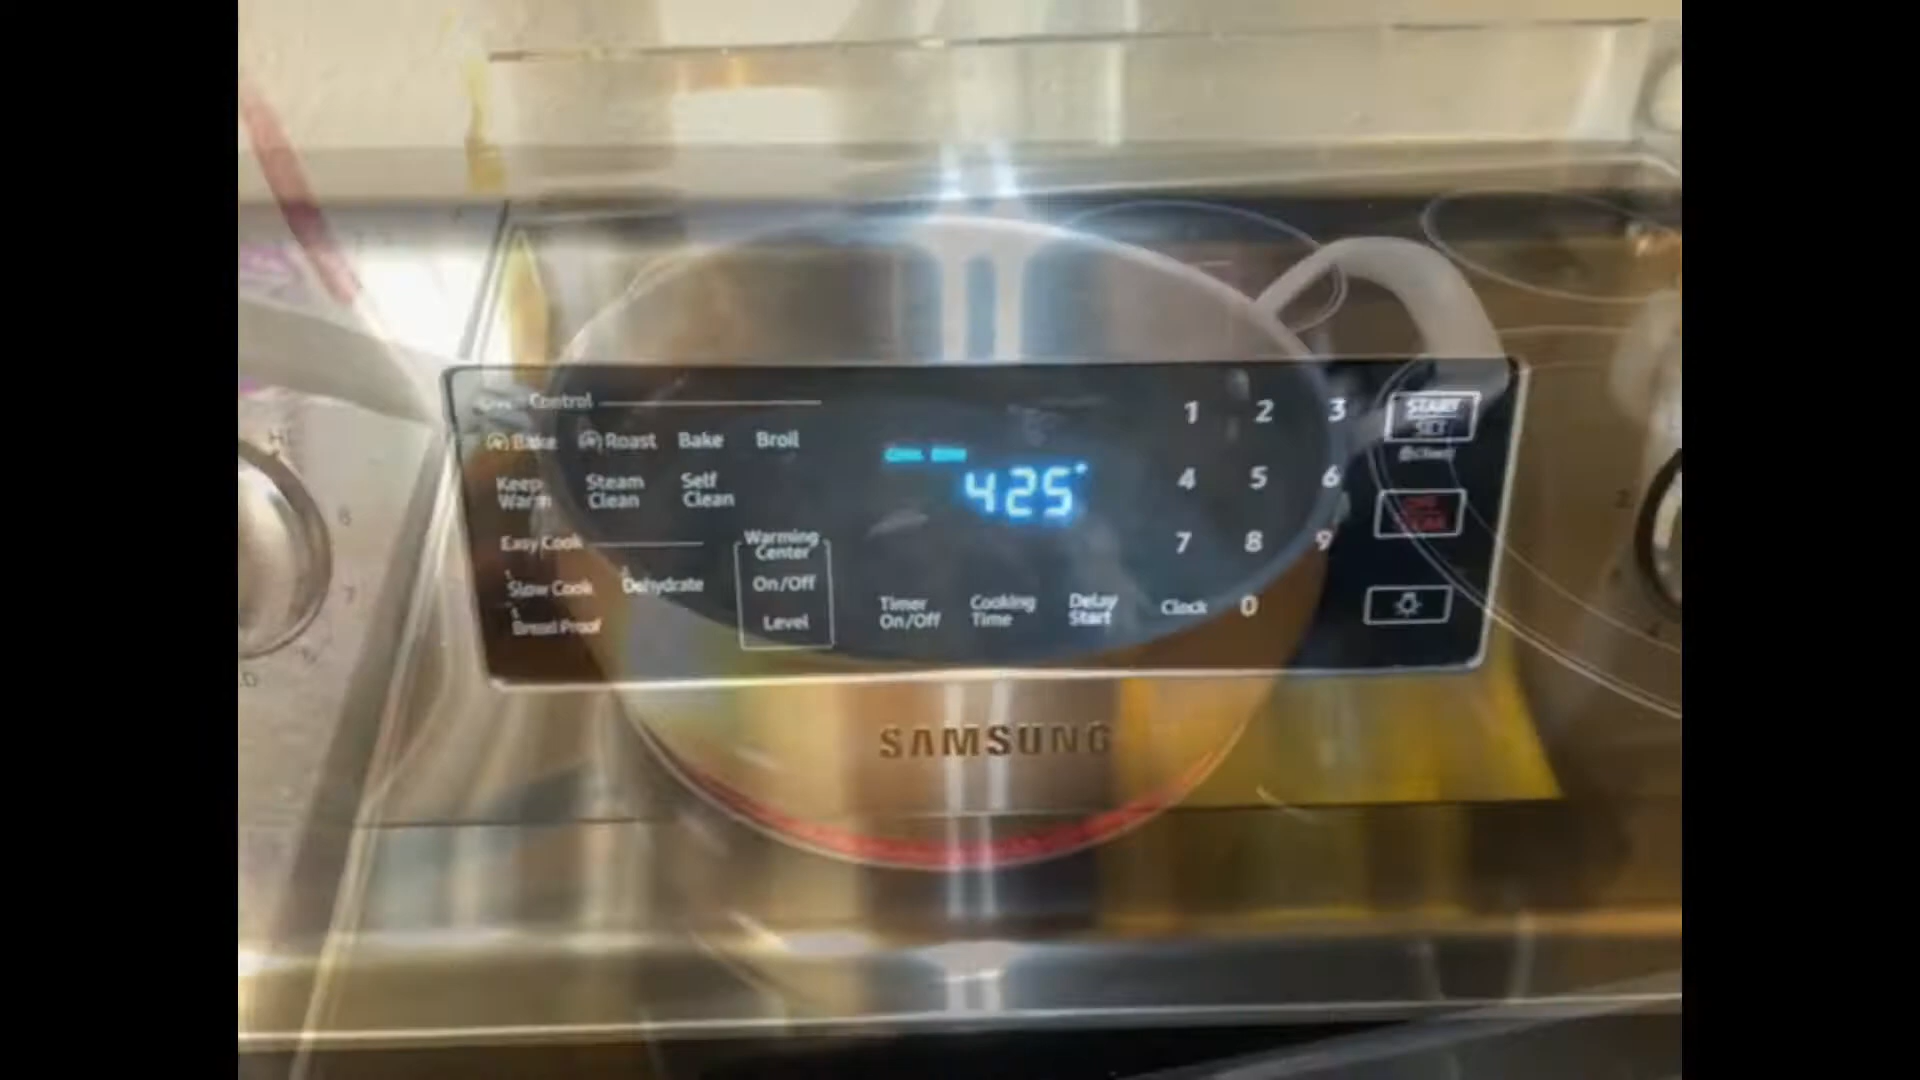 Control
Bake Roast Bake Broil
Keep Warm
Steam Clean
Self Clean
Easy Cook
Slow Cook Dehydrate
Bread Proof
Warming Center
On/Off
Level
425°
Timer On/Off
Cooking Time
Delay Start
1 2 3
4 5 6
7 8 9
Clock 0
START
SET
SAMSUNG